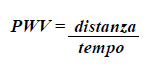 PWV = distanza
tempo